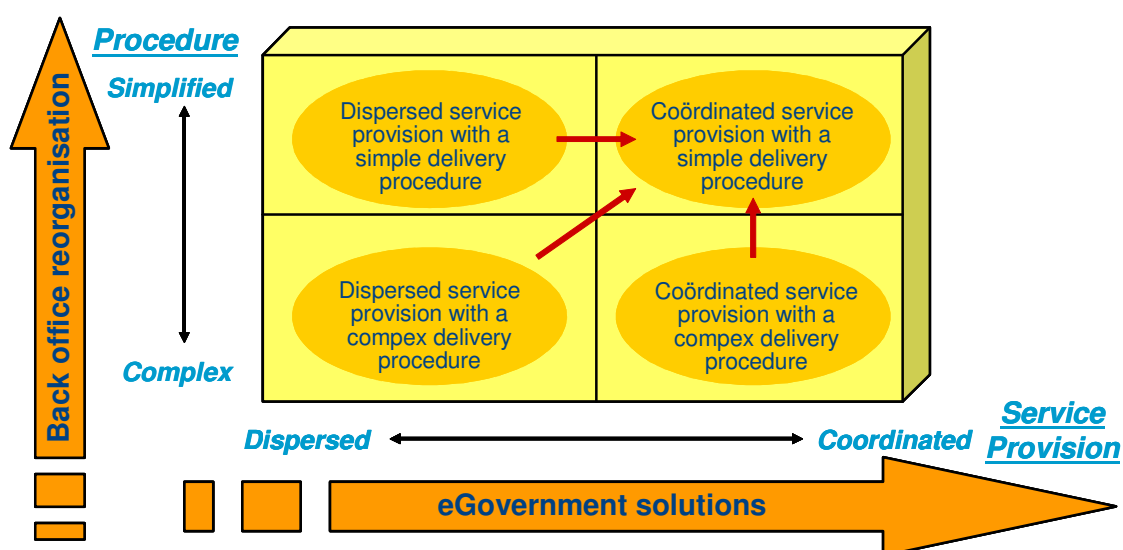 Procedure
Simplified
Complex
Back office reorganisation
Dispersed service
provision with a
simple delivery
procedure
Coördinated service
provision with a
simple delivery
procedure
Dispersed service
provision with a
compex delivery
procedure
Coördinated service
provision with a
compex delivery
procedure
Dispersed
Coordinated
Service
Provision
eGovernment solutions